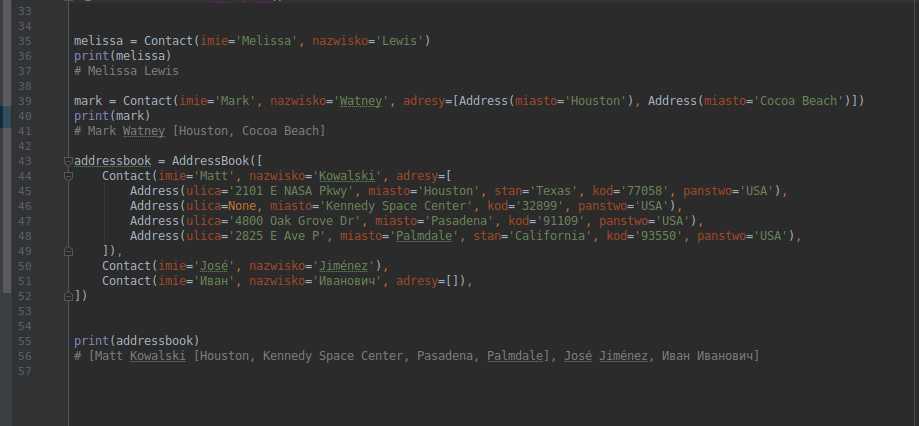 33
34
35 melissa = Contact(imie='Melissa', nazwisko='Lewis')
36 print(melissa)
37 # Melissa Lewis
38
39 mark = Contact(imie='Mark', nazwisko='Watney', adresy=[Address(miasto='Houston'), Address(miasto='Cocoa Beach')])
40 print(mark)
41 # Mark Watney [Houston, Cocoa Beach]
42
43 addressbook = AddressBook([
44     Contact(imie='Matt', nazwisko='Kowalski', adresy=[
45         Address(ulica='2101 E NASA Pkwy', miasto='Houston', stan='Texas', kod='77058', panstwo='USA'),
46         Address(ulica=None, miasto='Kennedy Space Center', kod='32899', panstwo='USA'),
47         Address(ulica='4800 Oak Grove Dr', miasto='Pasadena', kod='91109', panstwo='USA'),
48         Address(ulica='2825 E Ave P', miasto='Palmdale', stan='California', kod='93550', panstwo='USA'),
49     ]),
50     Contact(imie='José', nazwisko='Jiménez'),
51     Contact(imie='Иван', nazwisko='Иванович', adresy=[]),
52 ])
53
54
55 print(addressbook)
56 # [Matt Kowalski [Houston, Kennedy Space Center, Pasadena, Palmdale], José Jiménez, Иван Иванович]
57